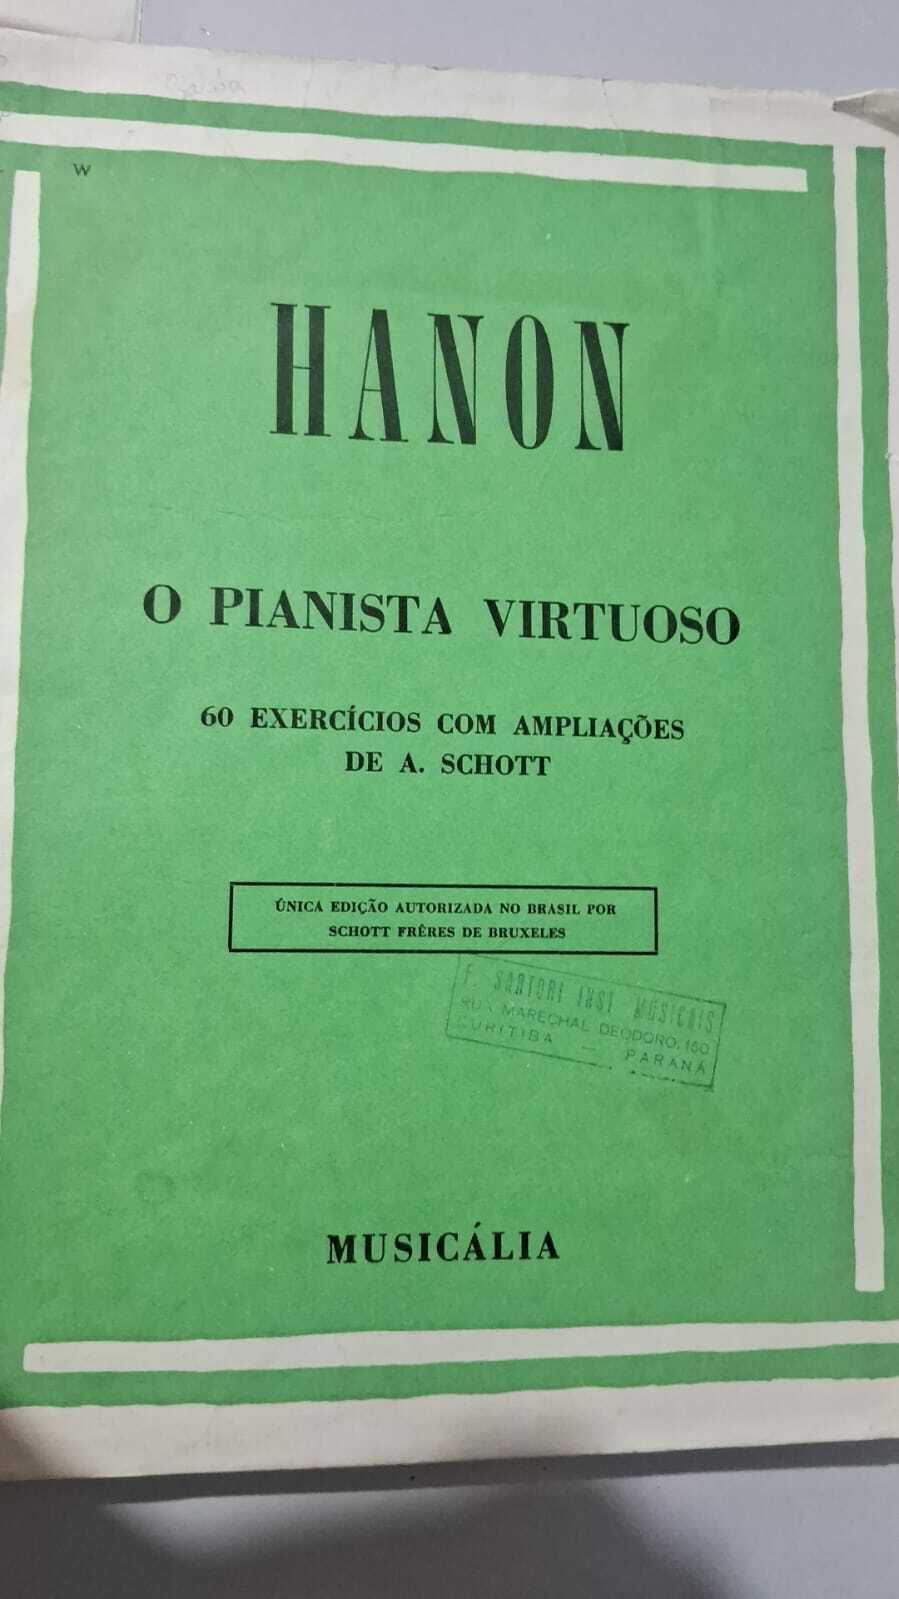 W
HANON
O PIANISTA VIRTUOSO
60 EXERCÍCIOS COM AMPLIAÇÕES
DE A. SCHOTT
ÚNICA EDIÇÃO AUTORIZADA NO BRASIL POR
SCHOTT FRÊRES DE BRUXELES
F. SARTORI INST MUSICAIS
RUA MARECHAL DEODORO, 160
CURITIBA — PARANÁ
MUSICÁLIA